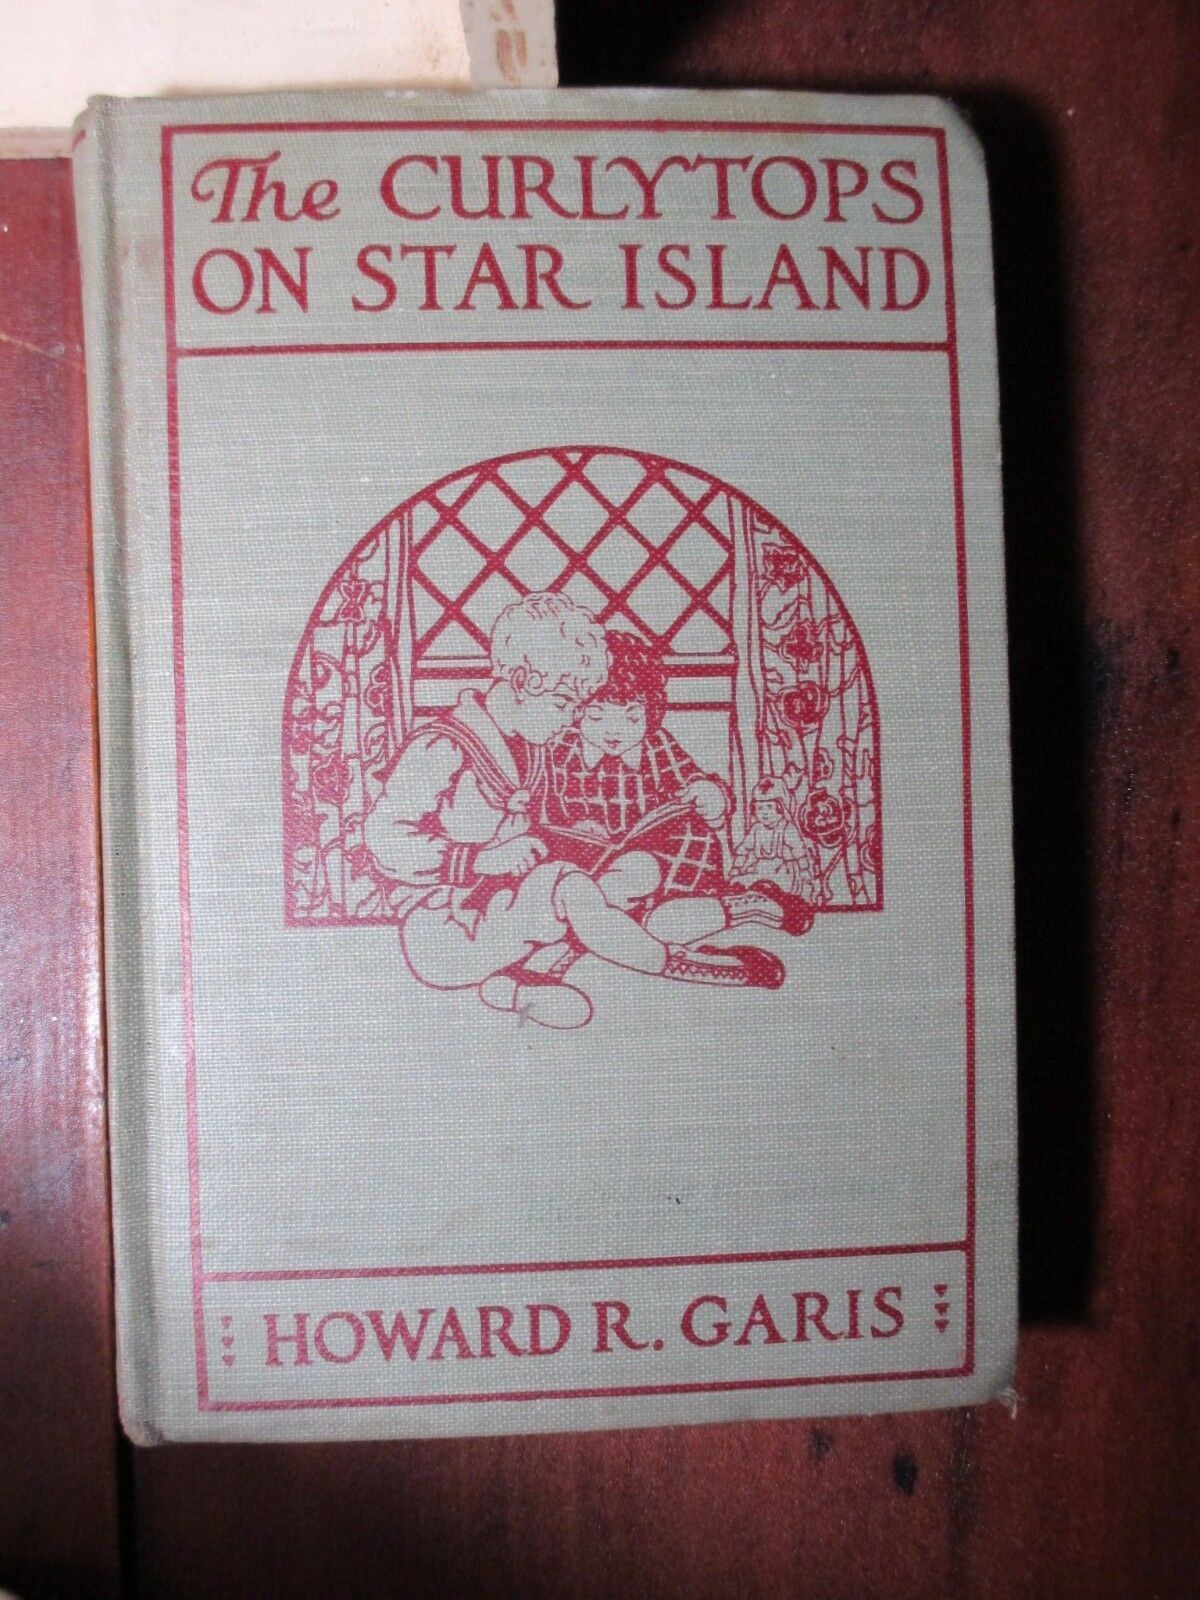 The CURLYTOPS
ON STAR ISLAND
HOWARD R. GARIS